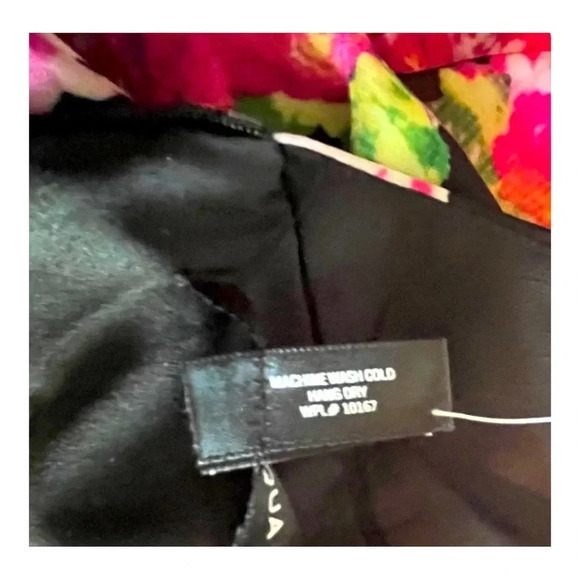 MACHINE WASH COLD
HANG DRY
WPL# 10167